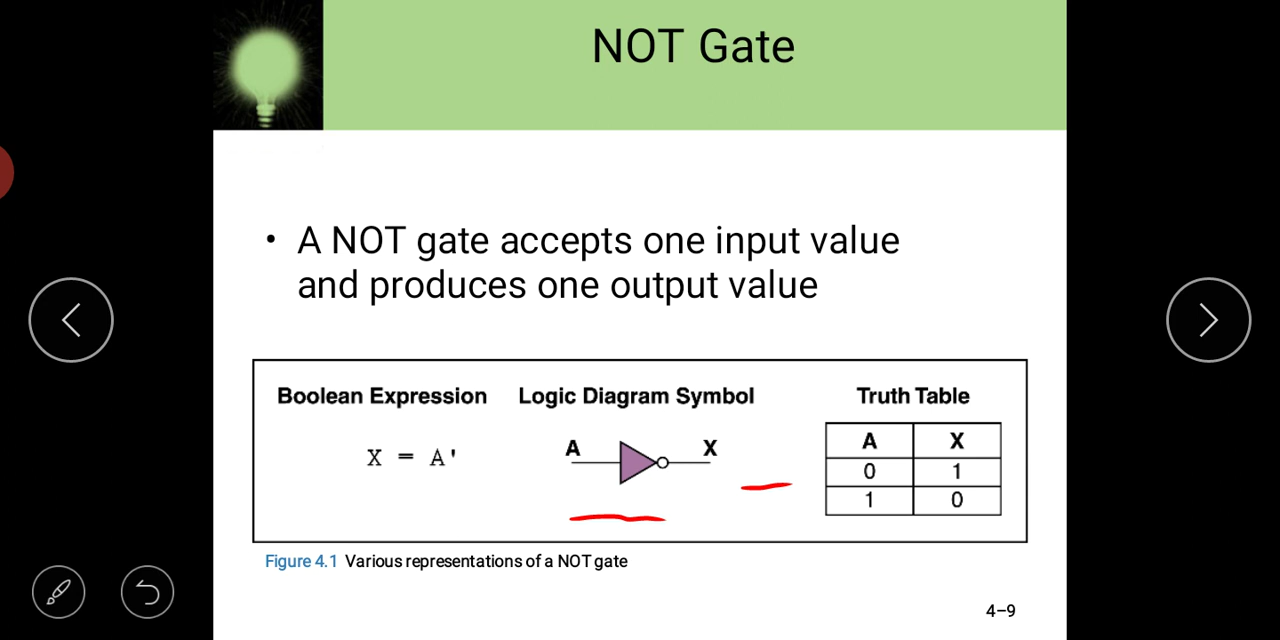 NOT Gate
• A NOT gate accepts one input value
and produces one output value
Boolean Expression Logic Diagram Symbol Truth Table
X = A'
A X
A X
0 1
1 0
Figure 4.1 Various representations of a NOT gate
4–9